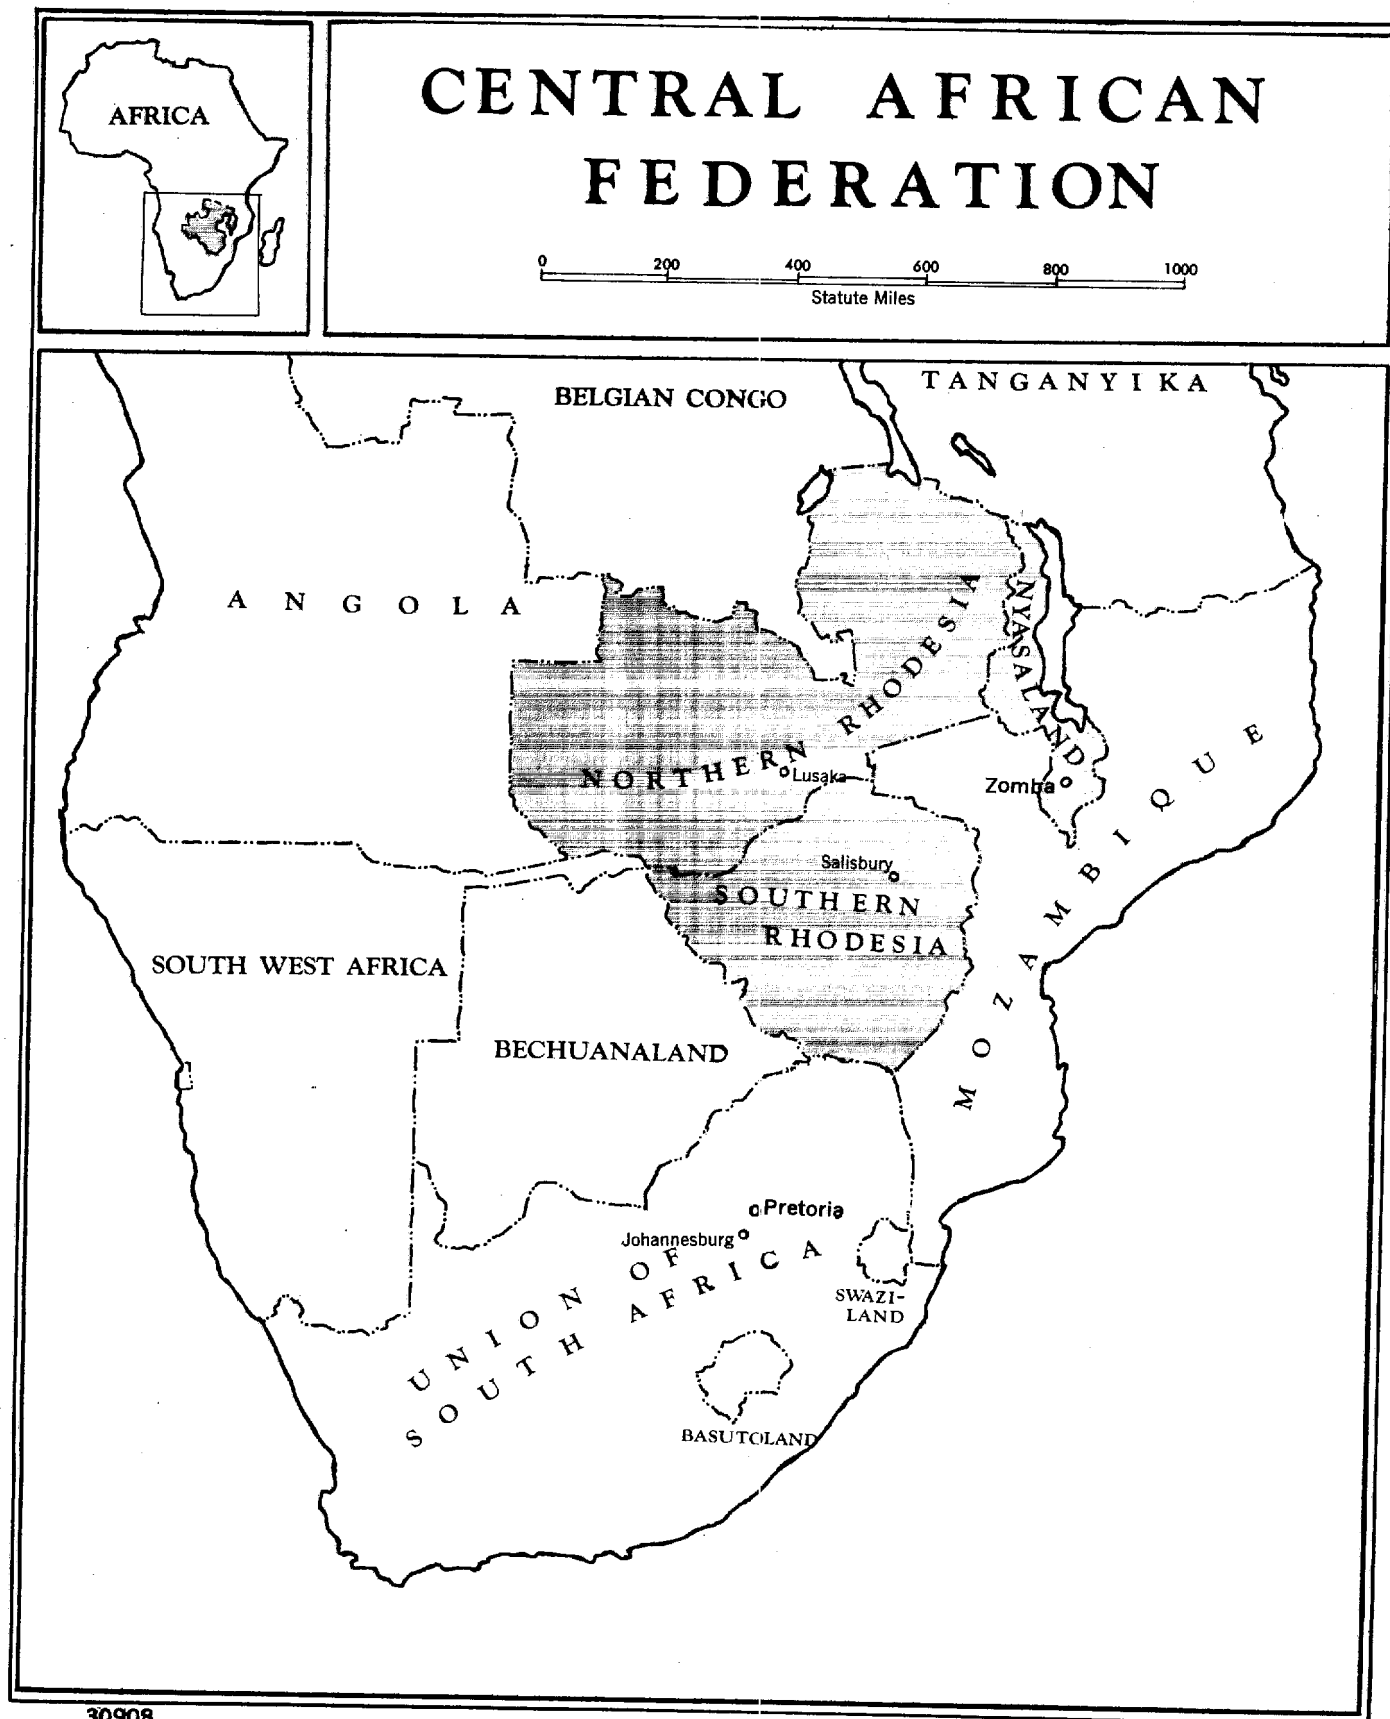 AFRICA
CENTRAL AFRICAN
FEDERATION
0 200 400 600 800 1000
Statute Miles
BELGIAN CONGO
TANGANYIKA
ANGOLA
NORTHERN RHODESIA
NYASALAND
Lusaka
Zomba
MOZAMBIQUE
Salisbury
SOUTHERN
RHODESIA
SOUTH WEST AFRICA
BECHUANALAND
Pretoria
Johannesburg
UNION OF
SOUTH AFRICA
SWAZI-
LAND
BASUTOLAND
30908